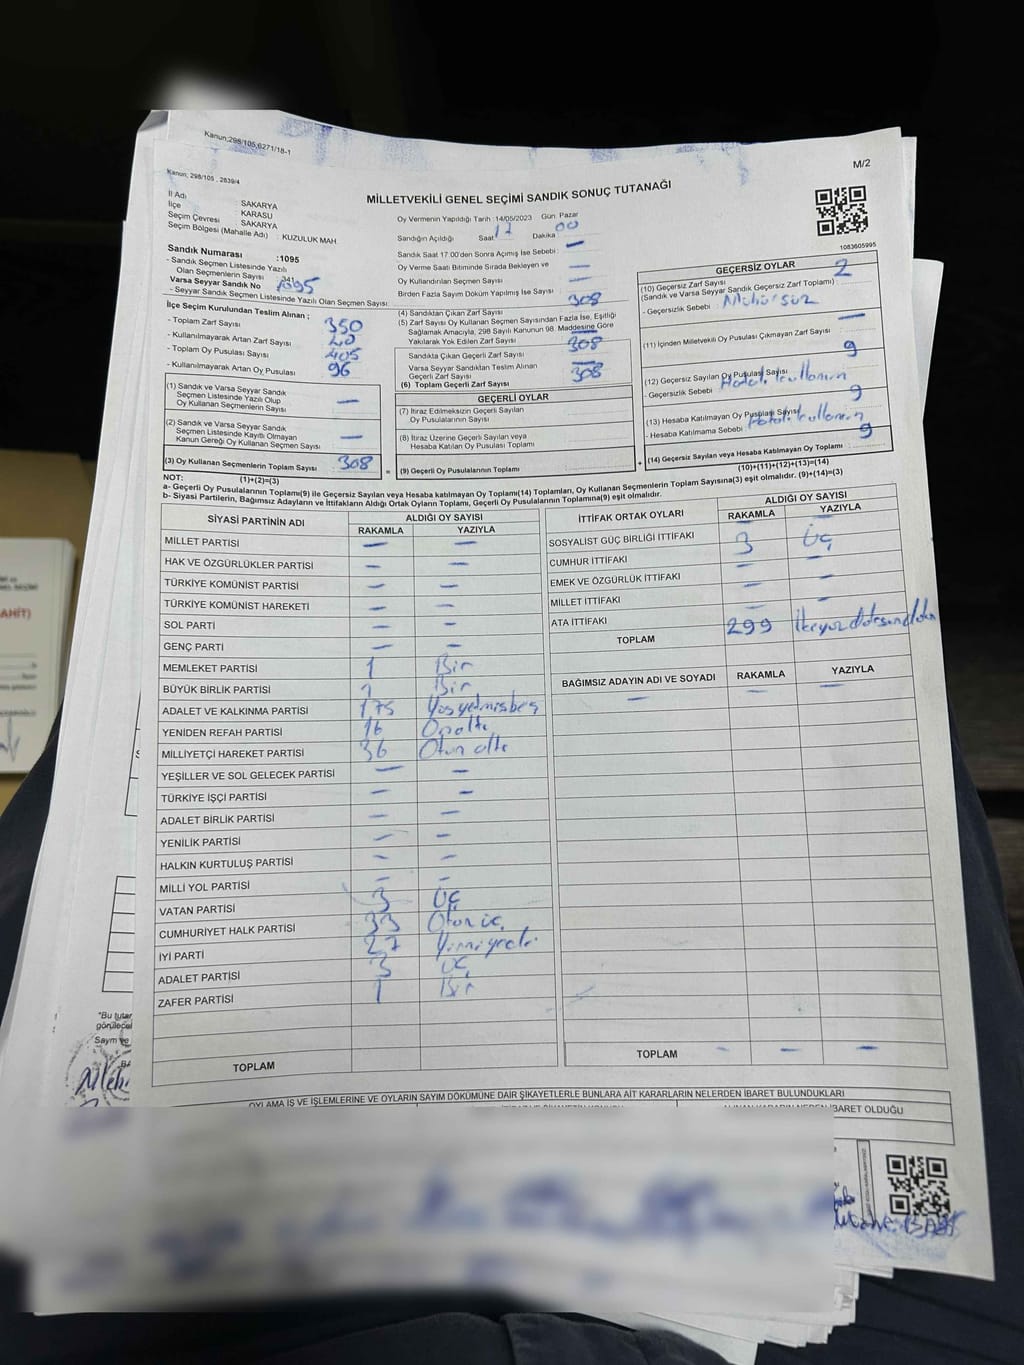 Kanun;298/105,6271/18-1
Kanun; 298/105 , 2839/4
M/2
MİLLETVEKİLİ GENEL SEÇİMİ SANDIK SONUÇ TUTANAĞI
İl Adı SAKARYA
İlçe KARASU
Seçim Çevresi SAKARYA
Seçim Bölgesi (Mahalle Adı) : KUZULUK MAH
Sandık Numarası :1095
- Sandık Seçmen Listesinde Yazılı
Olan Seçmenlerin Sayısı : 341
Varsa Seyyar Sandık No 1095
- Seyyar Sandık Seçmen Listesinde Yazılı Olan Seçmen Sayısı:
Oy Vermenin Yapıldığı Tarih :14/05/2023 Gün: Pazar
Sandığın Açıldığı Saat 17 Dakika 00
Sandık Saat 17.00'den Sonra Açımış İse Sebebi : —
Oy Verme Saati Bitiminde Sırada Bekleyen ve —
Oy Kullandırılan Seçmen Sayısı —
Birden Fazla Sayım Döküm Yapılmış İse Sayısı
1083605995
İlçe Seçim Kurulundan Teslim Alınan ;
- Toplam Zarf Sayısı 350
- Kullanılmayarak Artan Zarf Sayısı
- Toplam Oy Pusulası Sayısı 405
- Kullanılmayarak Artan Oy Pusulası 96
(1) Sandık ve Varsa Seyyar Sandık
Seçmen Listesinde Yazılı Olup
Oy Kullanan Seçmenlerin Sayısı —
(2) Sandık ve Varsa Seyyar Sandık
Seçmen Listesinde Kayıtlı Olmayan
Kanun Gereği Oy Kullanan Seçmen Sayısı —
(3) Oy Kullanan Seçmenlerin Toplam Sayısı 308
(1)+(2)=(3)
(4) Sandıktan Çıkan Zarf Sayısı 308
(5) Zarf Sayısı Oy Kullanan Seçmen Sayısından Fazla İse, Eşitliği
Sağlamak Amacıyla, 298 Sayılı Kanunun 98. Maddesine Göre
Yakılarak Yok Edilen Zarf Sayısı —
Sandıkta Çıkan Geçerli Zarf Sayısı 308
Varsa Seyyar Sandıktan Teslim Alınan
Geçerli Zarf Sayısı —
(6) Toplam Geçerli Zarf Sayısı 308
GEÇERLİ OYLAR
(7) İtiraz Edilmeksizin Geçerli Sayılan
Oy Pusulalarının Sayısı
(8) İtiraz Üzerine Geçerli Sayılan veya
Hesaba Katılan Oy Pusulası Toplamı
(9) Geçerli Oy Pusulalarının Toplamı
GEÇERSİZ OYLAR
(10) Geçersiz Zarf Sayısı 2
(Sandık ve Varsa Seyyar Sandık Geçersiz Zarf Toplamı) :
- Geçersizlik Sebebi : Mühürsüz
(11) İçinden Milletvekili Oy Pusulası Çıkmayan Zarf Sayısı : —
(12) Geçersiz Sayılan Oy Pusulası Sayısı 9
- Geçersizlik Sebebi : Hatalı kullanım
(13) Hesaba Katılmayan Oy Pusulası Sayısı 9
- Hesaba Katılmama Sebebi : Hatalı kullanım
(14) Geçersiz Sayılan veya Hesaba Katılmayan Oy Toplamı : 9
(10)+(11)+(12)+(13)=(14)
NOT:
a- Geçerli Oy Pusulalarının Toplamı(9) ile Geçersiz Sayılan veya Hesaba katılmayan Oy Toplamı(14) Toplamları, Oy Kullanan Seçmenlerin Toplam Sayısına(3) eşit olmalıdır. (9)+(14)=(3)
b- Siyasi Partilerin, Bağımsız Adayların ve İttifakların Aldığı Ortak Oyların Toplamı, Geçerli Oy Pusulalarının Toplamına(9) eşit olmalıdır.
SİYASİ PARTİNİN ADI ALDIĞI OY SAYISI
RAKAMLA YAZIYLA
MİLLET PARTİSİ — —
HAK VE ÖZGÜRLÜKLER PARTİSİ — —
TÜRKİYE KOMÜNİST PARTİSİ — —
TÜRKİYE KOMÜNİST HAREKETİ — —
SOL PARTİ — —
GENÇ PARTİ — —
MEMLEKET PARTİSİ 1 Bir
BÜYÜK BİRLİK PARTİSİ 1 Bir
ADALET VE KALKINMA PARTİSİ 175 Yüzyetmişbeş
YENİDEN REFAH PARTİSİ 16 Onaltı
MİLLİYETÇİ HAREKET PARTİSİ 36 Otuz altı
YEŞİLLER VE SOL GELECEK PARTİSİ — —
TÜRKİYE İŞÇİ PARTİSİ — —
ADALET BİRLİK PARTİSİ — —
YENİLİK PARTİSİ — —
HALKIN KURTULUŞ PARTİSİ — —
MİLLİ YOL PARTİSİ — —
VATAN PARTİSİ 3 Üç
CUMHURİYET HALK PARTİSİ 33 Otuz üç
İYİ PARTİ 27 Yirmiyedi
ADALET PARTİSİ 3 Üç
ZAFER PARTİSİ 1 Bir
TOPLAM
İTTİFAK ORTAK OYLARI ALDIĞI OY SAYISI
RAKAMLA YAZIYLA
SOSYALİST GÜÇ BİRLİĞİ İTTİFAKI — —
CUMHUR İTTİFAKI 3 Üç
EMEK VE ÖZGÜRLÜK İTTİFAKI — —
MİLLET İTTİFAKI — —
ATA İTTİFAKI — —
TOPLAM 299 İkiyüzdoksandokuz
BAĞIMSIZ ADAYIN ADI VE SOYADI RAKAMLA YAZIYLA
— — —
TOPLAM — — —
"Bu tutar
görülecel
Sayım ve
OYLAMA İŞ VE İŞLEMLERİNE VE OYLARIN SAYIM DÖKÜMÜNE DAİR ŞİKAYETLERLE BUNLARA AİT KARARLARIN NELERDEN İBARET BULUNDUKLARI
ALINAN KARARIN NEDEN İBARET OLDUĞU
AHİT)